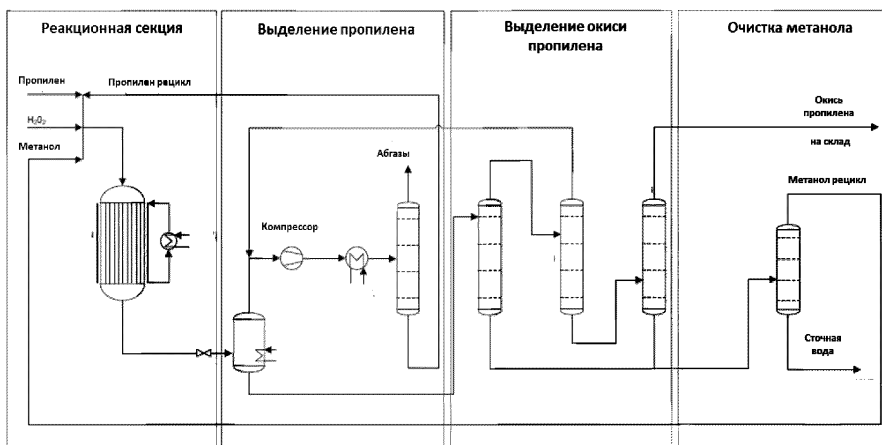 Реакционная секция
Выделение пропилена
Выделение окиси
пропилена
Очистка метанола
Пропилен
Пропилен рецикл
H₂O₂
Метанол
Абгазы
Компрессор
Окись
пропилена
на склад
Метанол рецикл
Сточная
вода